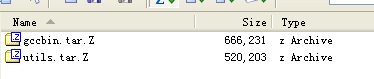 Name Size Type
gccbin.tar.Z 666,231 z Archive
utils.tar.Z 520,203 z Archive